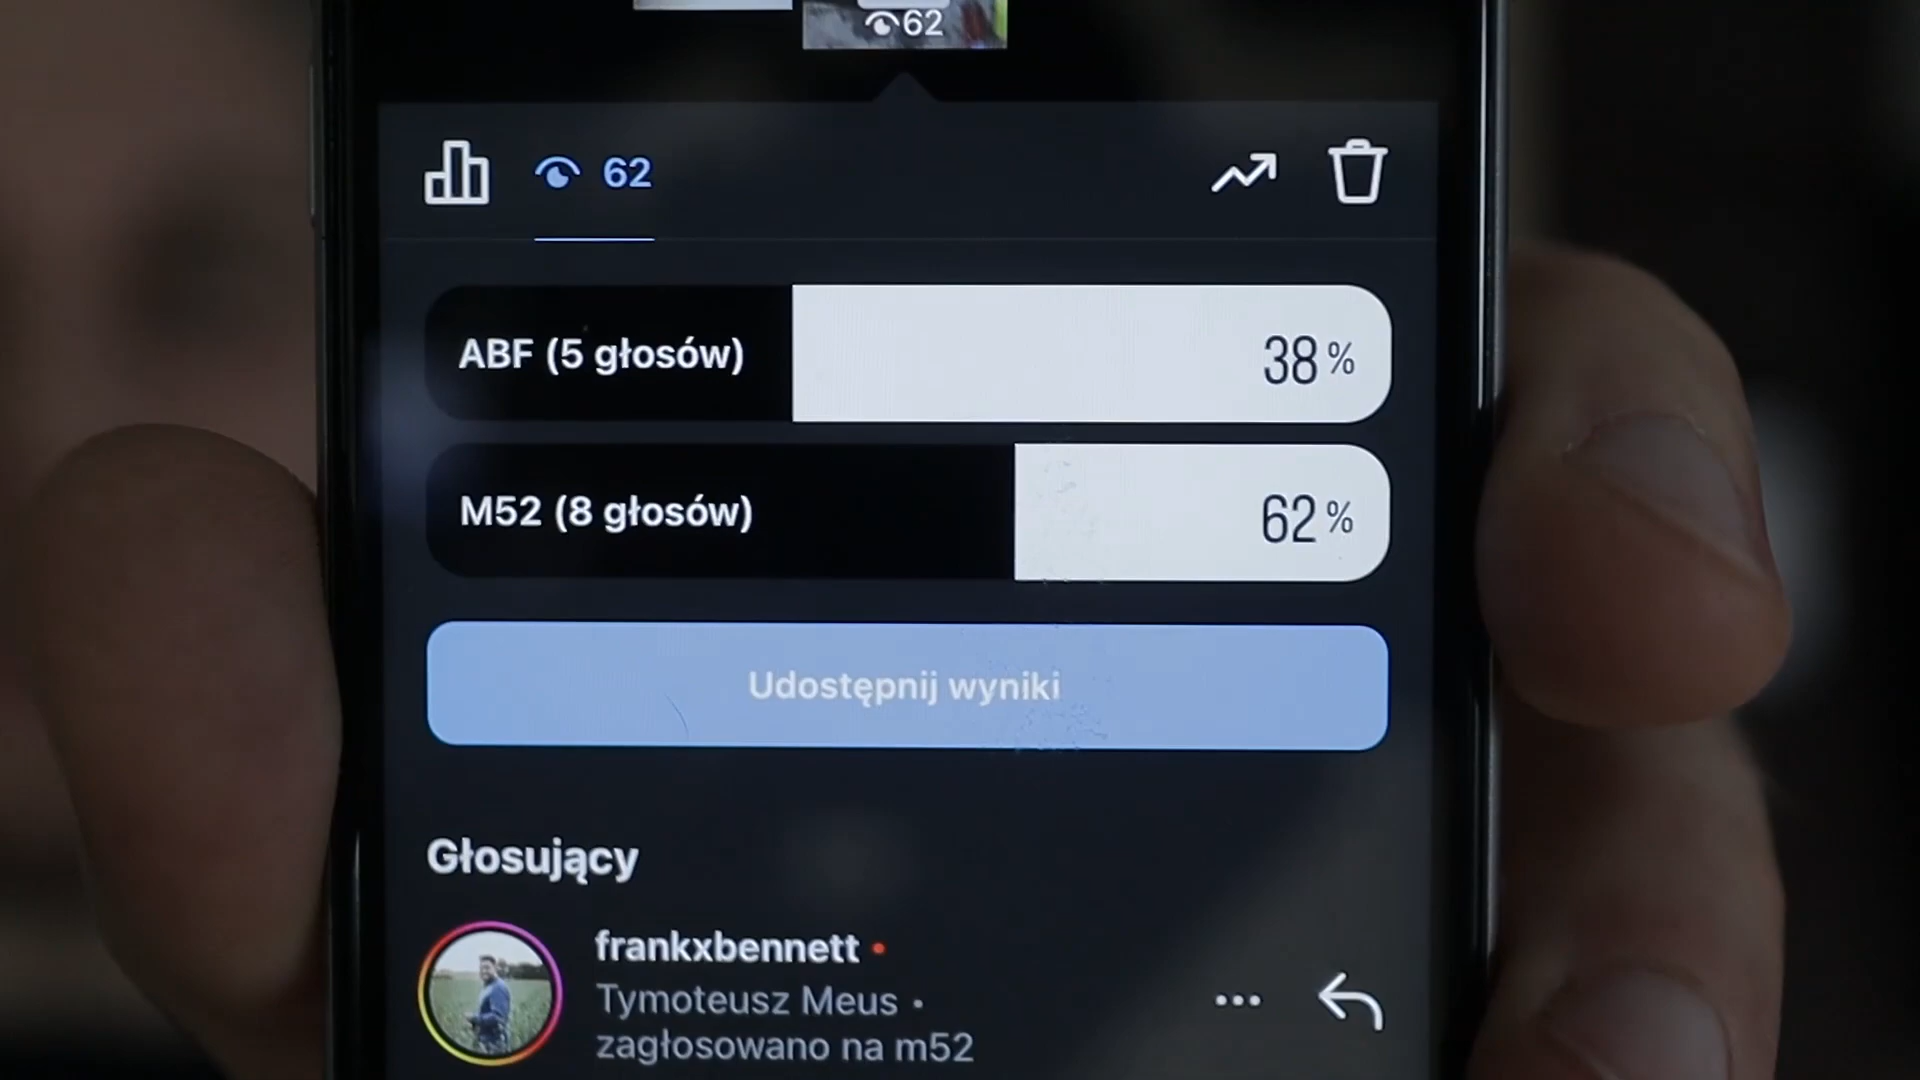 62
62
ABF (5 głosów)
38%
M52 (8 głosów)
62%
Udostępnij wyniki
Głosujący
frankxbennett
Tymoteusz Meus •
zagłosowano na m52